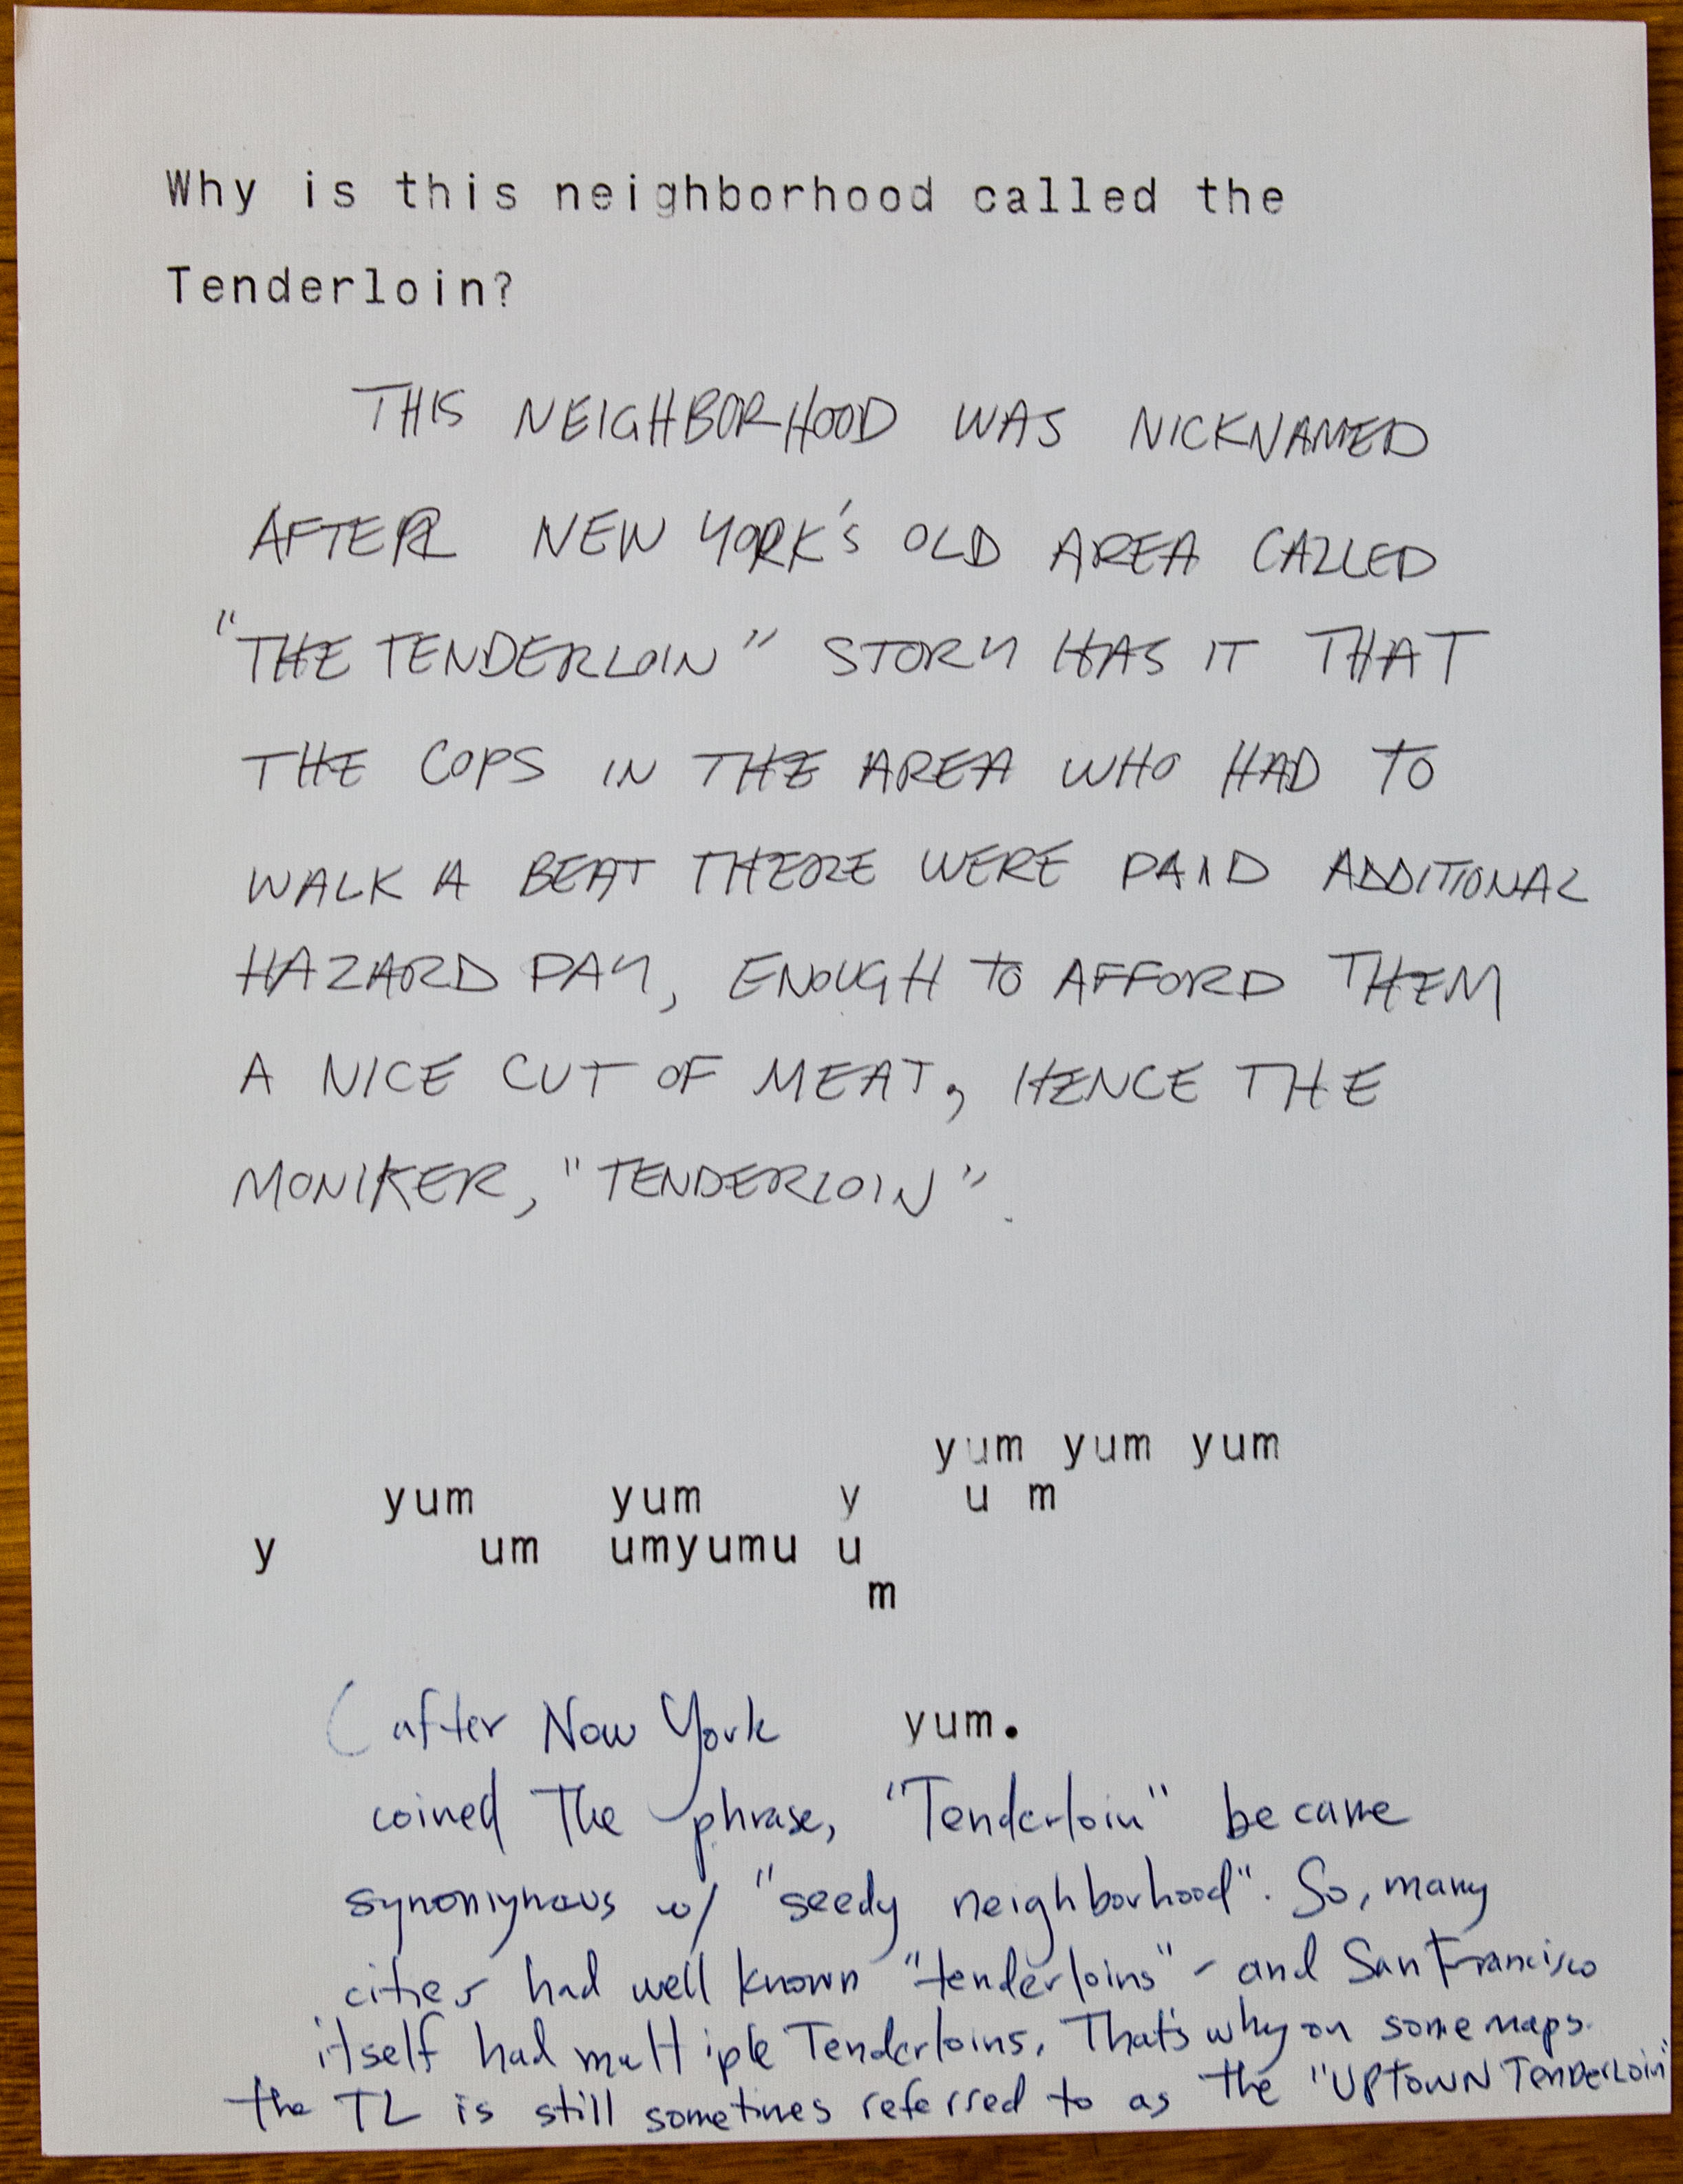 Why is this neighborhood called the
Tenderloin?
THIS NEIGHBORHOOD WAS NICKNAMED
AFTER NEW YORK'S OLD AREA CALLED
"THE TENDERLOIN" STORY HAS IT THAT
THE COPS IN THE AREA WHO HAD TO
WALK A BEAT THERE WERE PAID ADDITIONAL
HAZARD PAY, ENOUGH TO AFFORD THEM
A NICE CUT OF MEAT, HENCE THE
MONIKER, "TENDERLOIN".
yum yum yum
yum yum y u m
y um umyumu u
m
(after New York yum.
coined The phrase, "Tenderloin" became
synonymous w/ "seedy neighborhood". So, many
cities had well known "tenderloins" - and San Francisco
itself had multiple Tenderloins. That's why on some maps
the TL is still sometimes referred to as The "UPTOWN TENDERLOIN"